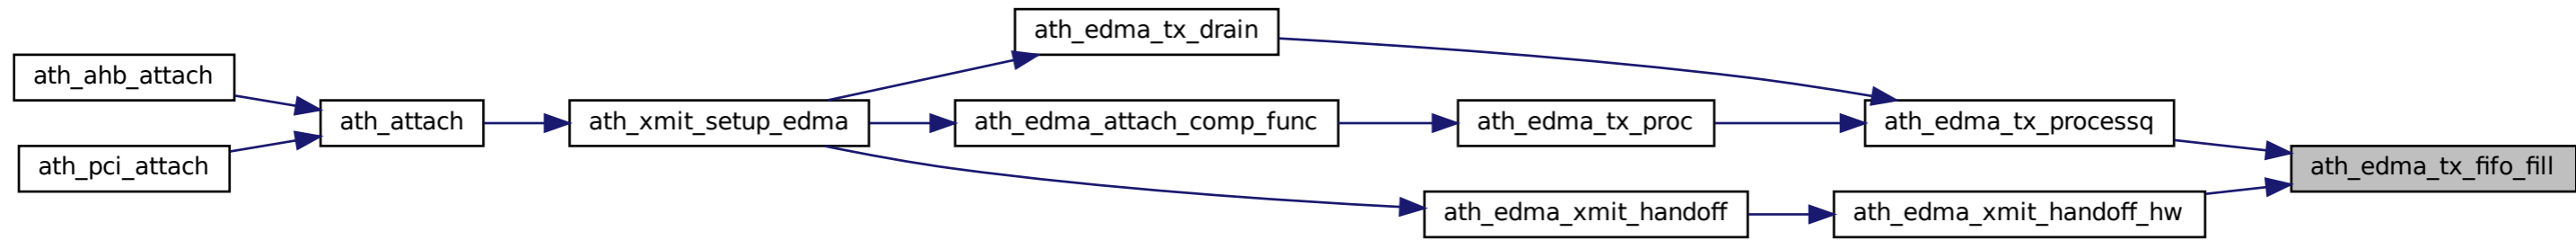 ath_edma_tx_drain
ath_ahb_attach
ath_attach
ath_xmit_setup_edma
ath_edma_attach_comp_func
ath_edma_tx_proc
ath_edma_tx_processq
ath_pci_attach
ath_edma_tx_fifo_fill
ath_edma_xmit_handoff
ath_edma_xmit_handoff_hw